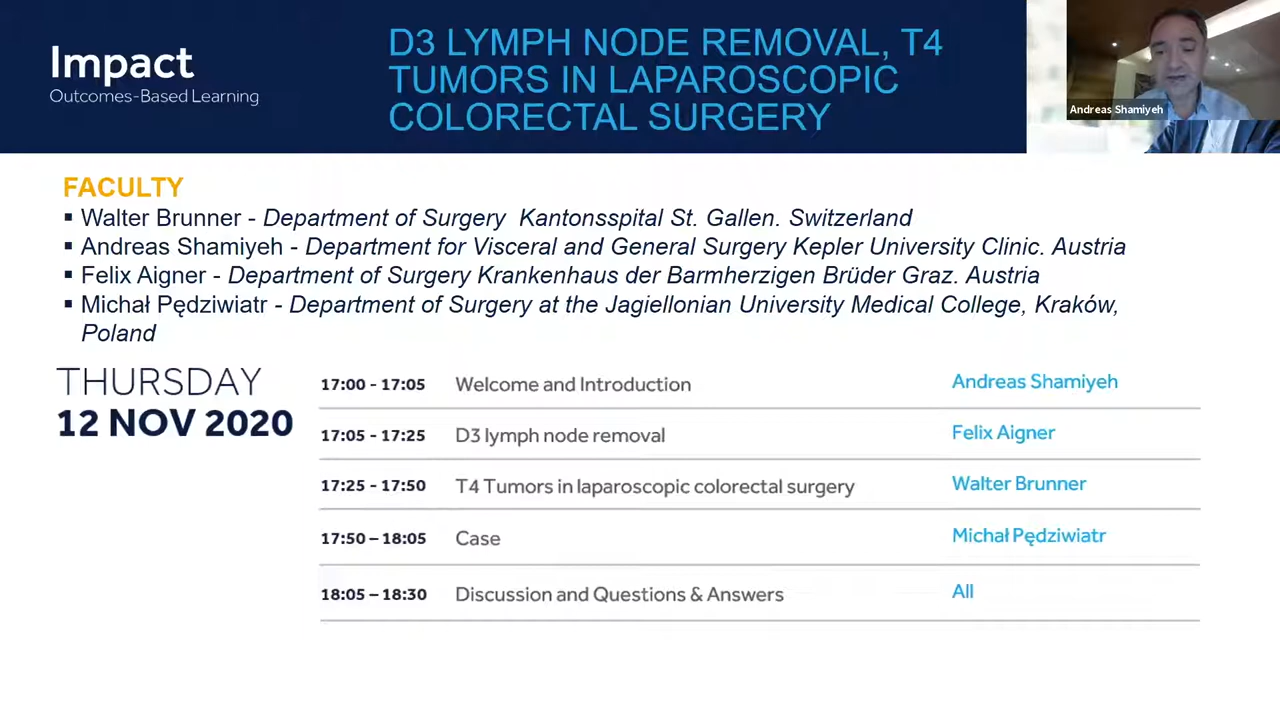 Impact
Outcomes-Based Learning
D3 LYMPH NODE REMOVAL, T4
TUMORS IN LAPAROSCOPIC
COLORECTAL SURGERY
Andreas Shamiyeh
FACULTY
▪ Walter Brunner - Department of Surgery Kantonsspital St. Gallen. Switzerland
▪ Andreas Shamiyeh - Department for Visceral and General Surgery Kepler University Clinic. Austria
▪ Felix Aigner - Department of Surgery Krankenhaus der Barmherzigen Brüder Graz. Austria
▪ Michał Pędziwiatr - Department of Surgery at the Jagiellonian University Medical College, Kraków,
Poland
THURSDAY
12 NOV 2020
17:00 - 17:05 Welcome and Introduction Andreas Shamiyeh
17:05 - 17:25 D3 lymph node removal Felix Aigner
17:25 - 17:50 T4 Tumors in laparoscopic colorectal surgery Walter Brunner
17:50 – 18:05 Case Michał Pędziwiatr
18:05 – 18:30 Discussion and Questions & Answers All